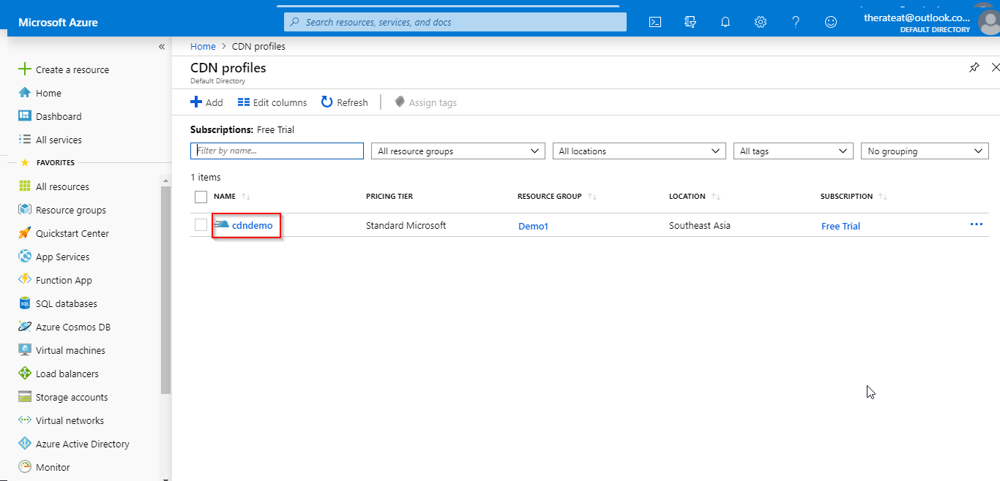 Microsoft Azure
Search resources, services, and docs
therateat@outlook.co...
DEFAULT DIRECTORY
«
Create a resource
Home
Dashboard
All services
FAVORITES
All resources
Resource groups
Quickstart Center
App Services
Function App
SQL databases
Azure Cosmos DB
Virtual machines
Load balancers
Storage accounts
Virtual networks
Azure Active Directory
Monitor
Home > CDN profiles
CDN profiles
Default Directory
Add Edit columns Refresh Assign tags
Subscriptions: Free Trial
Filter by name... All resource groups All locations All tags No grouping
1 items
NAME PRICING TIER RESOURCE GROUP LOCATION SUBSCRIPTION
cdndemo Standard Microsoft Demo1 Southeast Asia Free Trial